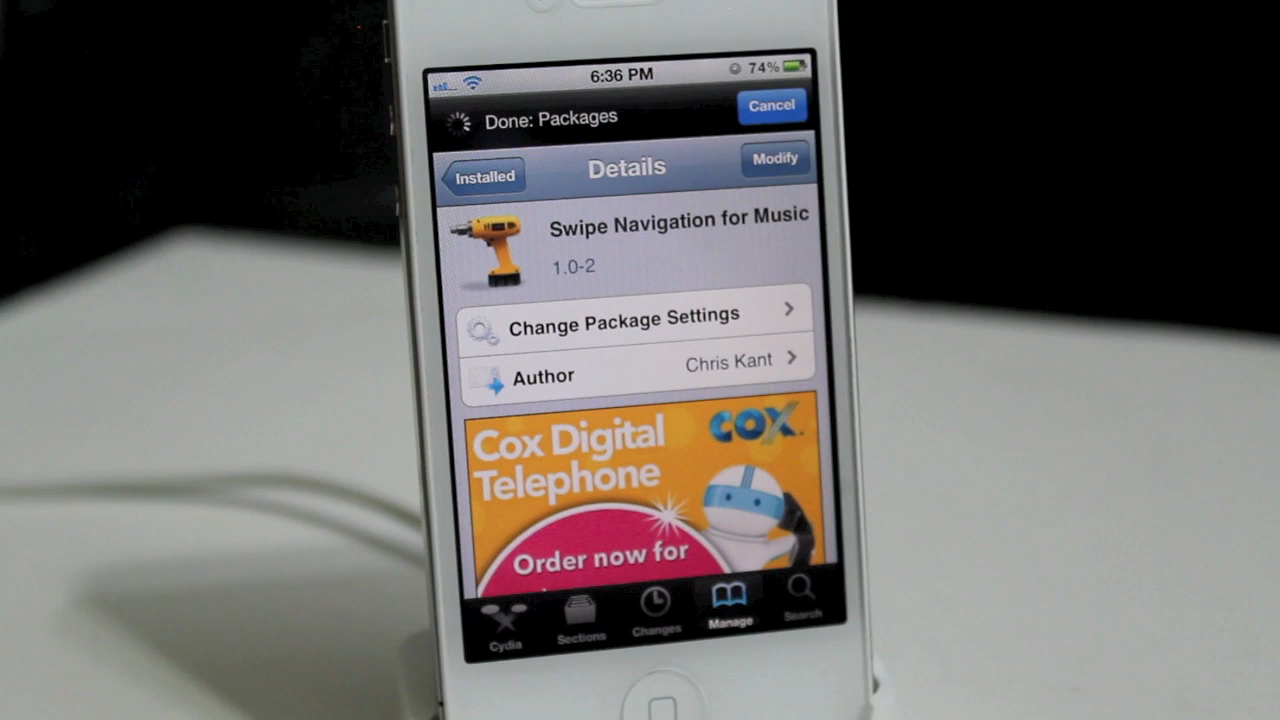 6:36 PM
74%
Done: Packages
Cancel
Installed
Details
Modify
Swipe Navigation for Music
1.0-2
Change Package Settings
Author
Chris Kant
Cox Digital
Telephone
COX
Order now for
Cydia
Sections
Changes
Manage
Search